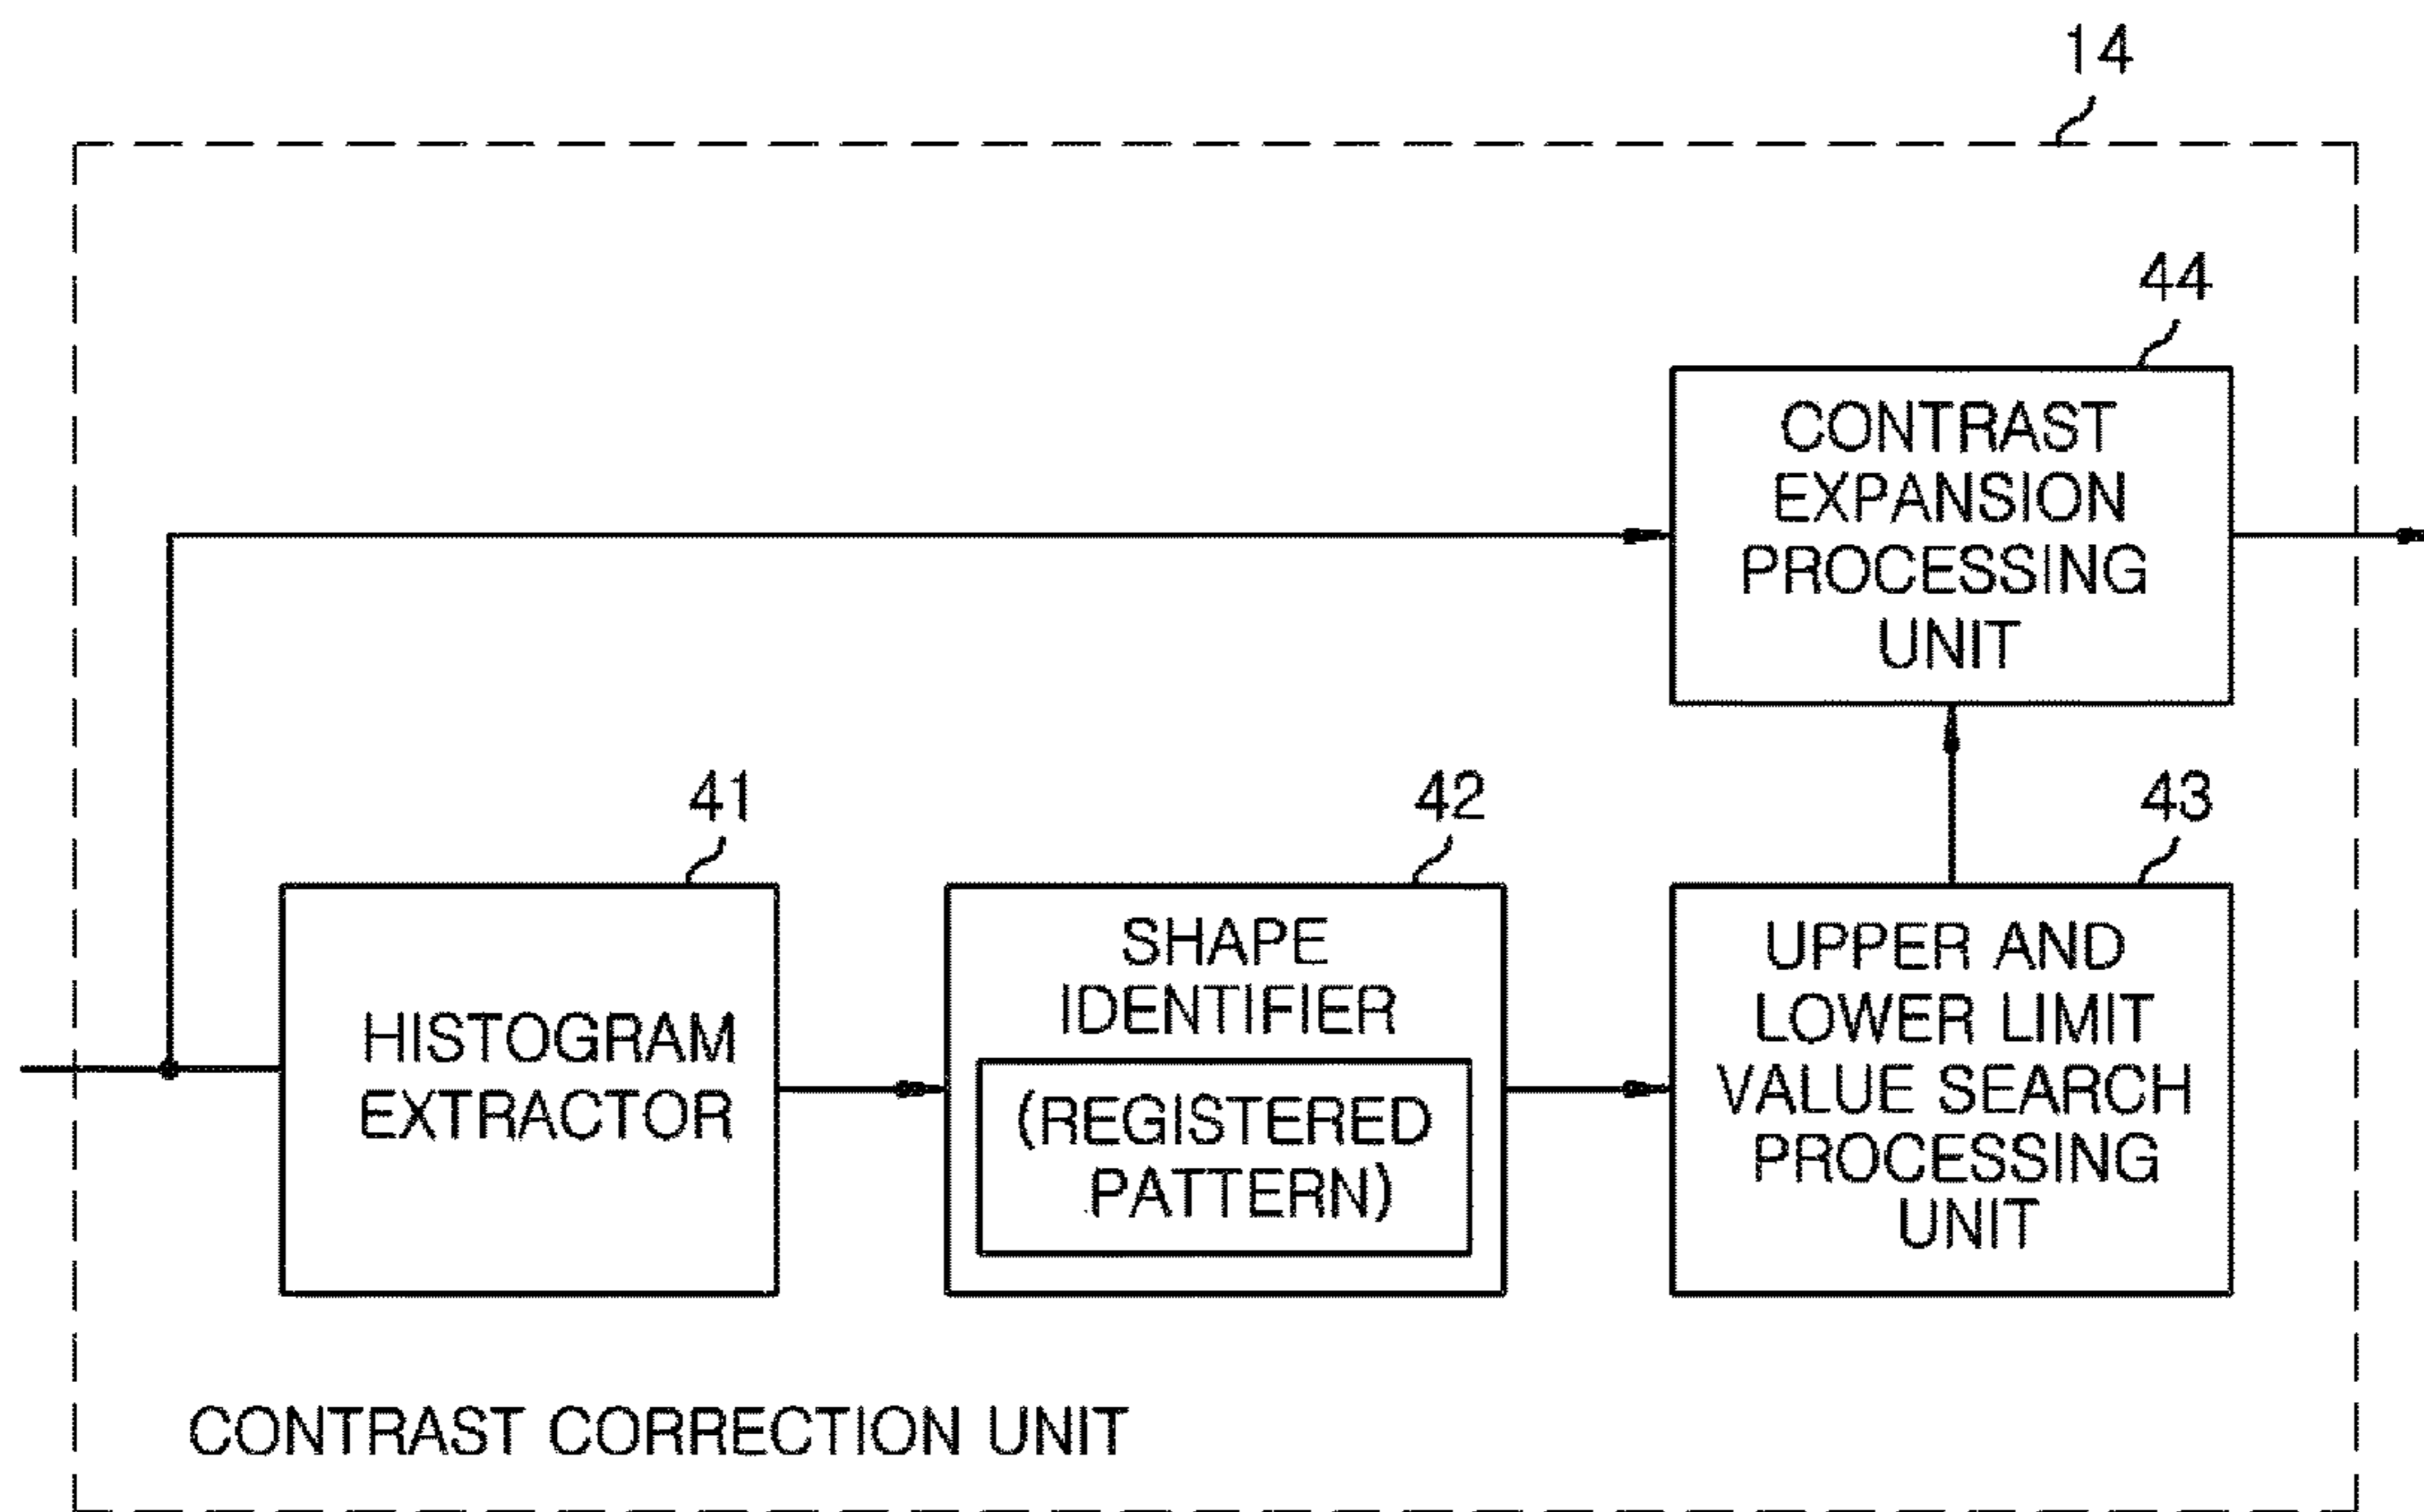 14
44
CONTRAST
EXPANSION
PROCESSING
UNIT
41
HISTOGRAM
EXTRACTOR
42
SHAPE
IDENTIFIER
(REGISTERED
PATTERN)
43
UPPER AND
LOWER LIMIT
VALUE SEARCH
PROCESSING
UNIT
CONTRAST CORRECTION UNIT